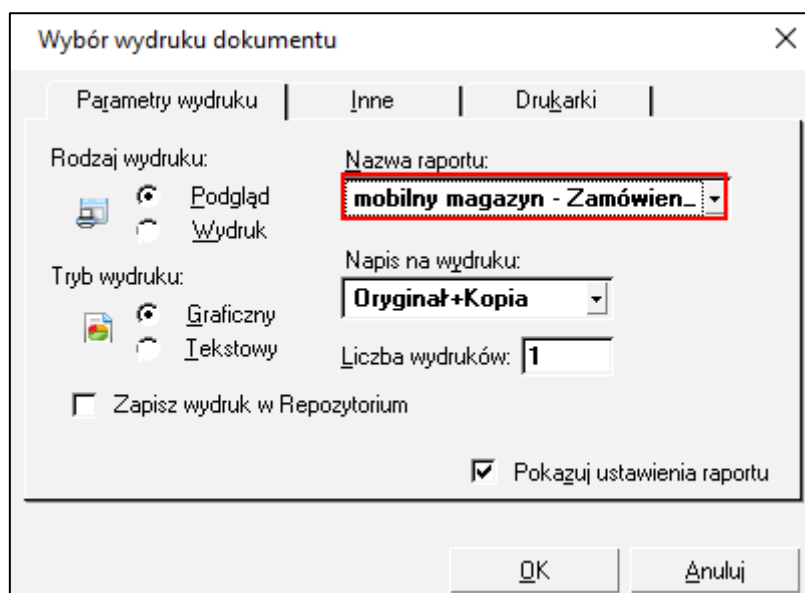 Wybór wydruku dokumentu
Parametry wydruku Inne Drukarki
Rodzaj wydruku:
Podgląd
Wydruk
Nazwa raportu:
mobilny magazyn - Zamówien_
Tryb wydruku:
Graficzny
Tekstowy
Napis na wydruku:
Oryginał+Kopia
Liczba wydruków: 1
Zapisz wydruk w Repozytorium
Pokazuj ustawienia raportu
OK Anuluj